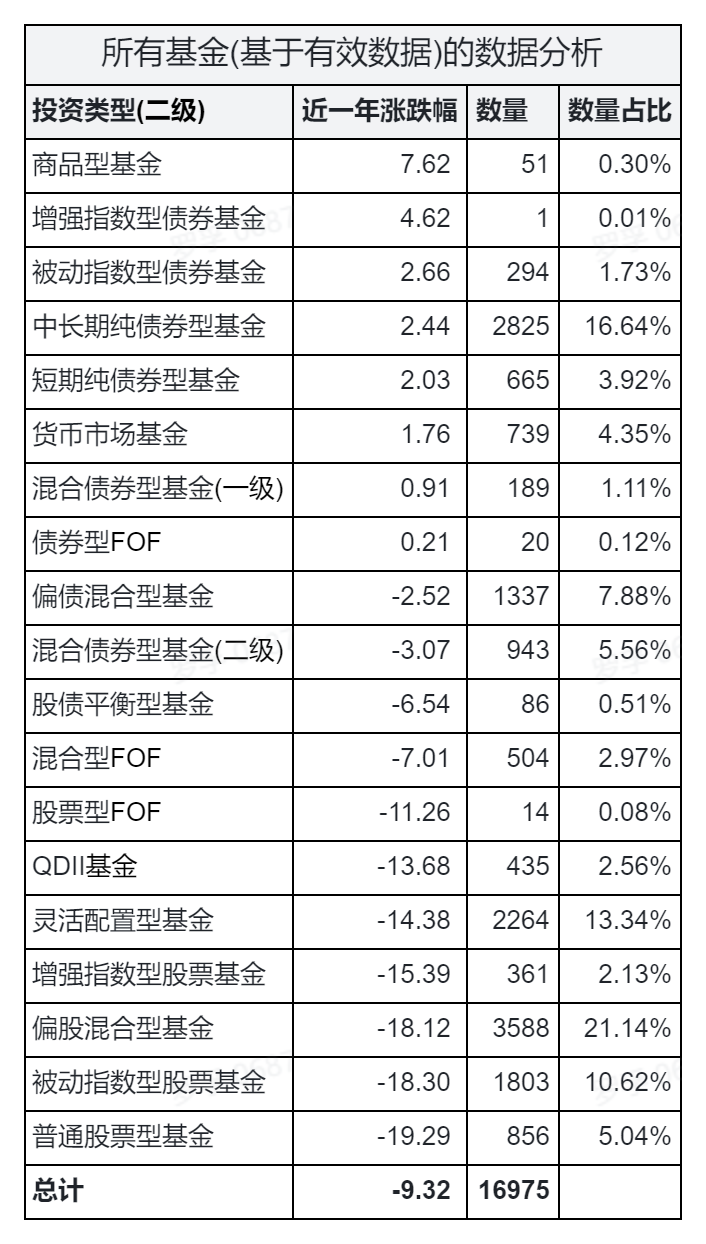 所有基金(基于有效数据)的数据分析
投资类型(二级) 近一年涨跌幅 数量 数量占比
商品型基金 7.62 51 0.30%
增强指数型债券基金 4.62 1 0.01%
被动指数型债券基金 2.66 294 1.73%
中长期纯债券型基金 2.44 2825 16.64%
短期纯债券型基金 2.03 665 3.92%
货币市场基金 1.76 739 4.35%
混合债券型基金(一级) 0.91 189 1.11%
债券型FOF 0.21 20 0.12%
偏债混合型基金 -2.52 1337 7.88%
混合债券型基金(二级) -3.07 943 5.56%
股债平衡型基金 -6.54 86 0.51%
混合型FOF -7.01 504 2.97%
股票型FOF -11.26 14 0.08%
QDII基金 -13.68 435 2.56%
灵活配置型基金 -14.38 2264 13.34%
增强指数型股票基金 -15.39 361 2.13%
偏股混合型基金 -18.12 3588 21.14%
被动指数型股票基金 -18.30 1803 10.62%
普通股票型基金 -19.29 856 5.04%
总计 -9.32 16975